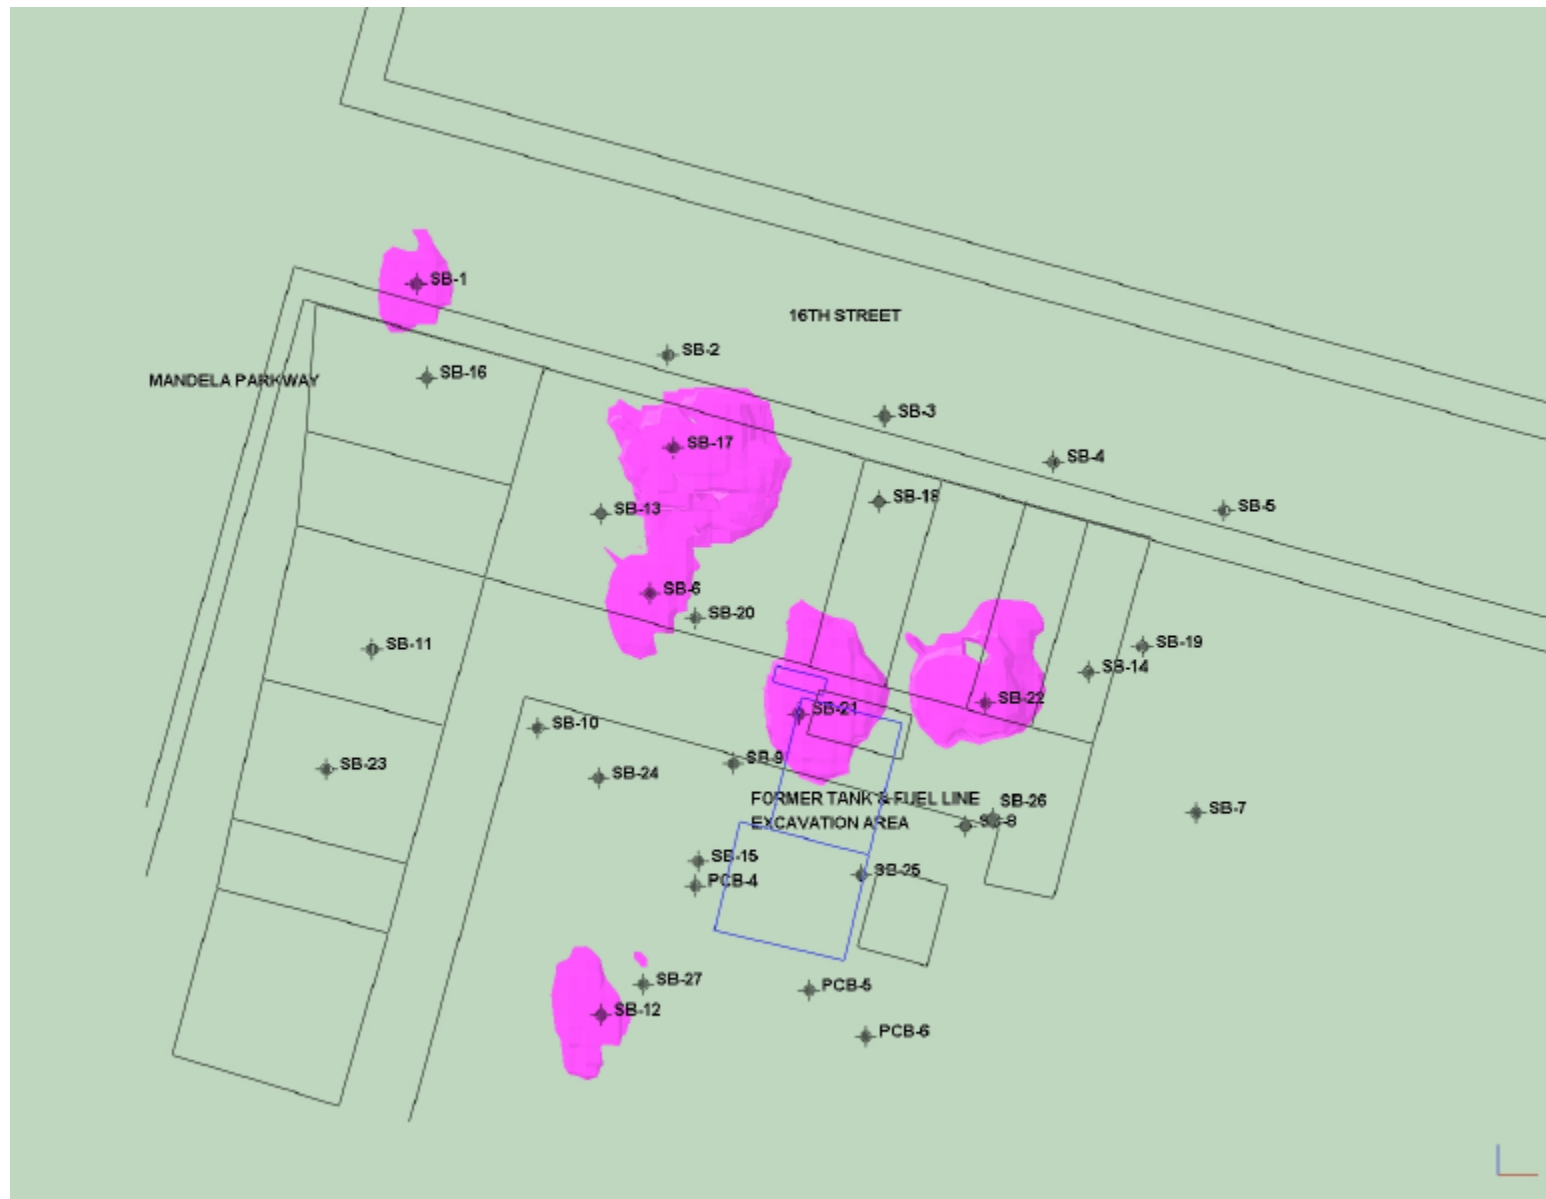 SB-1
16TH STREET
SB-2
SB-16
MANDELA PARKWAY
SB-3
SB-17
SB-4
SB-18
SB-5
SB-13
SB-6
SB-20
SB-11
SB-19
SB-14
SB-22
SB-21
SB-10
SB-9
SB-23
SB-24
FORMER TANK & FUEL LINE
EXCAVATION AREA
SB-26
SB-7
SB-8
SB-15
PCB-4
SB-25
SB-27
PCB-5
SB-12
PCB-6